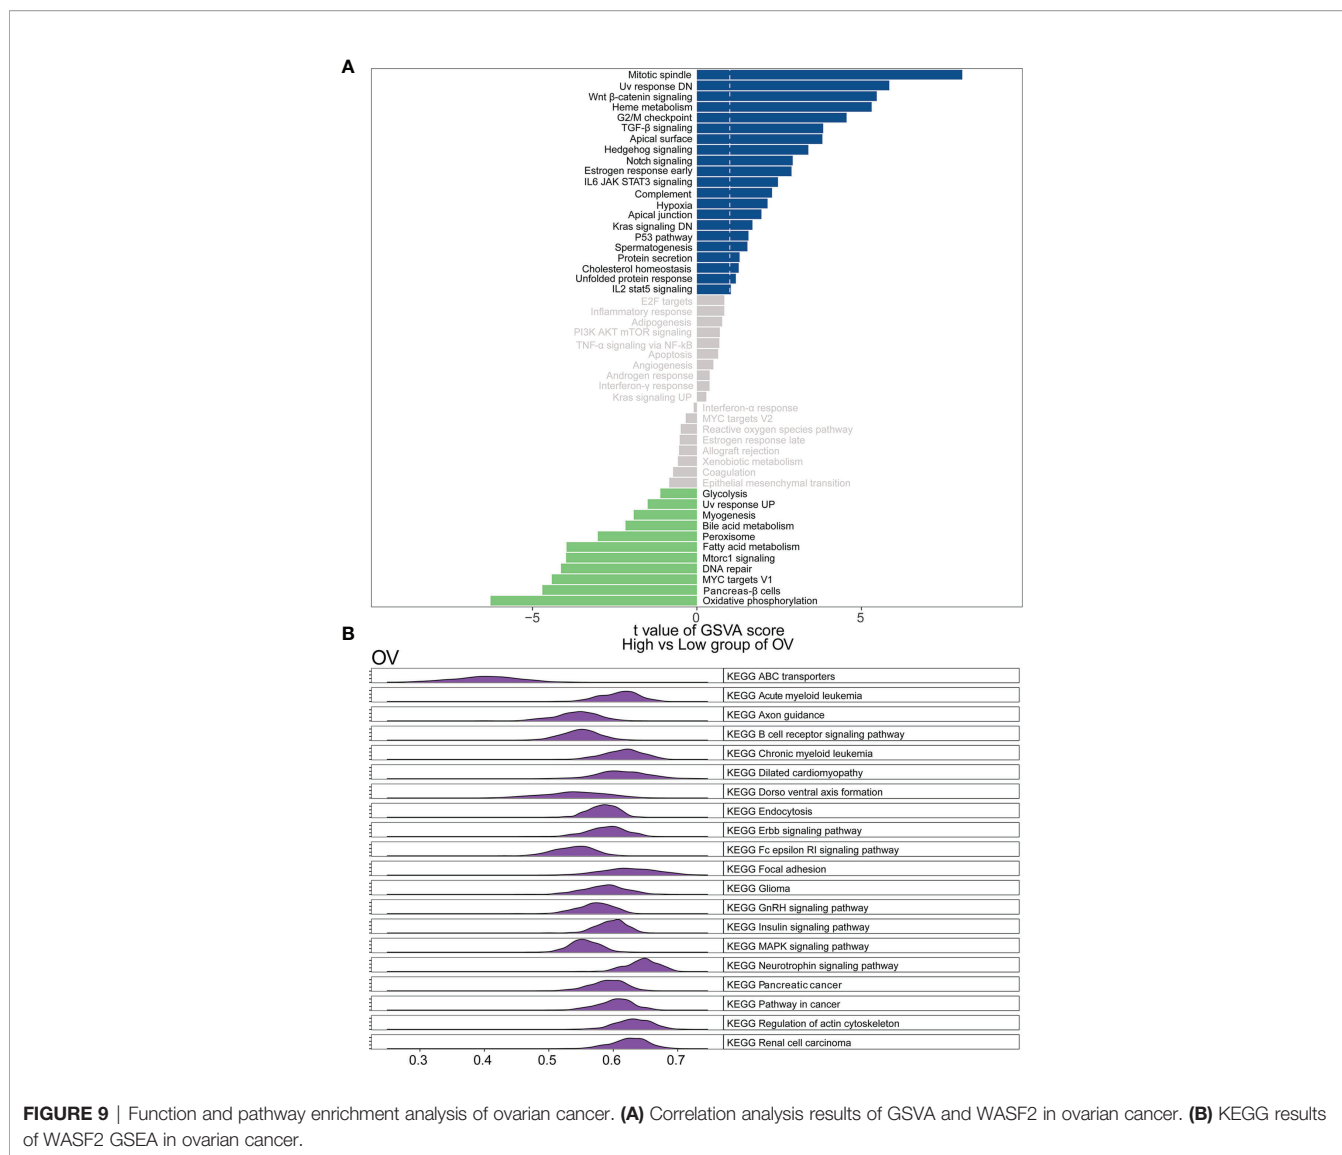 A
Mitotic spindle
Uv response DN
Wnt β-catenin signaling
Heme metabolism
G2/M checkpoint
TGF-β signaling
Apical surface
Hedgehog signaling
Notch signaling
Estrogen response early
IL6 JAK STAT3 signaling
Complement
Hypoxia
Apical junction
Kras signaling DN
P53 pathway
Spermatogenesis
Protein secretion
Cholesterol homeostasis
Unfolded protein response
IL2 stat5 signaling
E2F targets
Inflammatory response
Adipogenesis
PI3K AKT mTOR signaling
TNF-α signaling via NF-kB
Apoptosis
Angiogenesis
Androgen response
Interferon-γ response
Kras signaling UP
Interferon-α response
MYC targets V2
Reactive oxygen species pathway
Estrogen response late
Allograft rejection
Xenobiotic metabolism
Coagulation
Epithelial mesenchymal transition
Glycolysis
Uv response UP
Myogenesis
Bile acid metabolism
Peroxisome
Fatty acid metabolism
Mtorc1 signaling
DNA repair
MYC targets V1
Pancreas-β cells
Oxidative phosphorylation
−5 0 5
t value of GSVA score
High vs Low group of OV
B
OV
KEGG ABC transporters
KEGG Acute myeloid leukemia
KEGG Axon guidance
KEGG B cell receptor signaling pathway
KEGG Chronic myeloid leukemia
KEGG Dilated cardiomyopathy
KEGG Dorso ventral axis formation
KEGG Endocytosis
KEGG Erbb signaling pathway
KEGG Fc epsilon RI signaling pathway
KEGG Focal adhesion
KEGG Glioma
KEGG GnRH signaling pathway
KEGG Insulin signaling pathway
KEGG MAPK signaling pathway
KEGG Neurotrophin signaling pathway
KEGG Pancreatic cancer
KEGG Pathway in cancer
KEGG Regulation of actin cytoskeleton
KEGG Renal cell carcinoma
0.3 0.4 0.5 0.6 0.7
FIGURE 9 | Function and pathway enrichment analysis of ovarian cancer. (A) Correlation analysis results of GSVA and WASF2 in ovarian cancer. (B) KEGG results
of WASF2 GSEA in ovarian cancer.